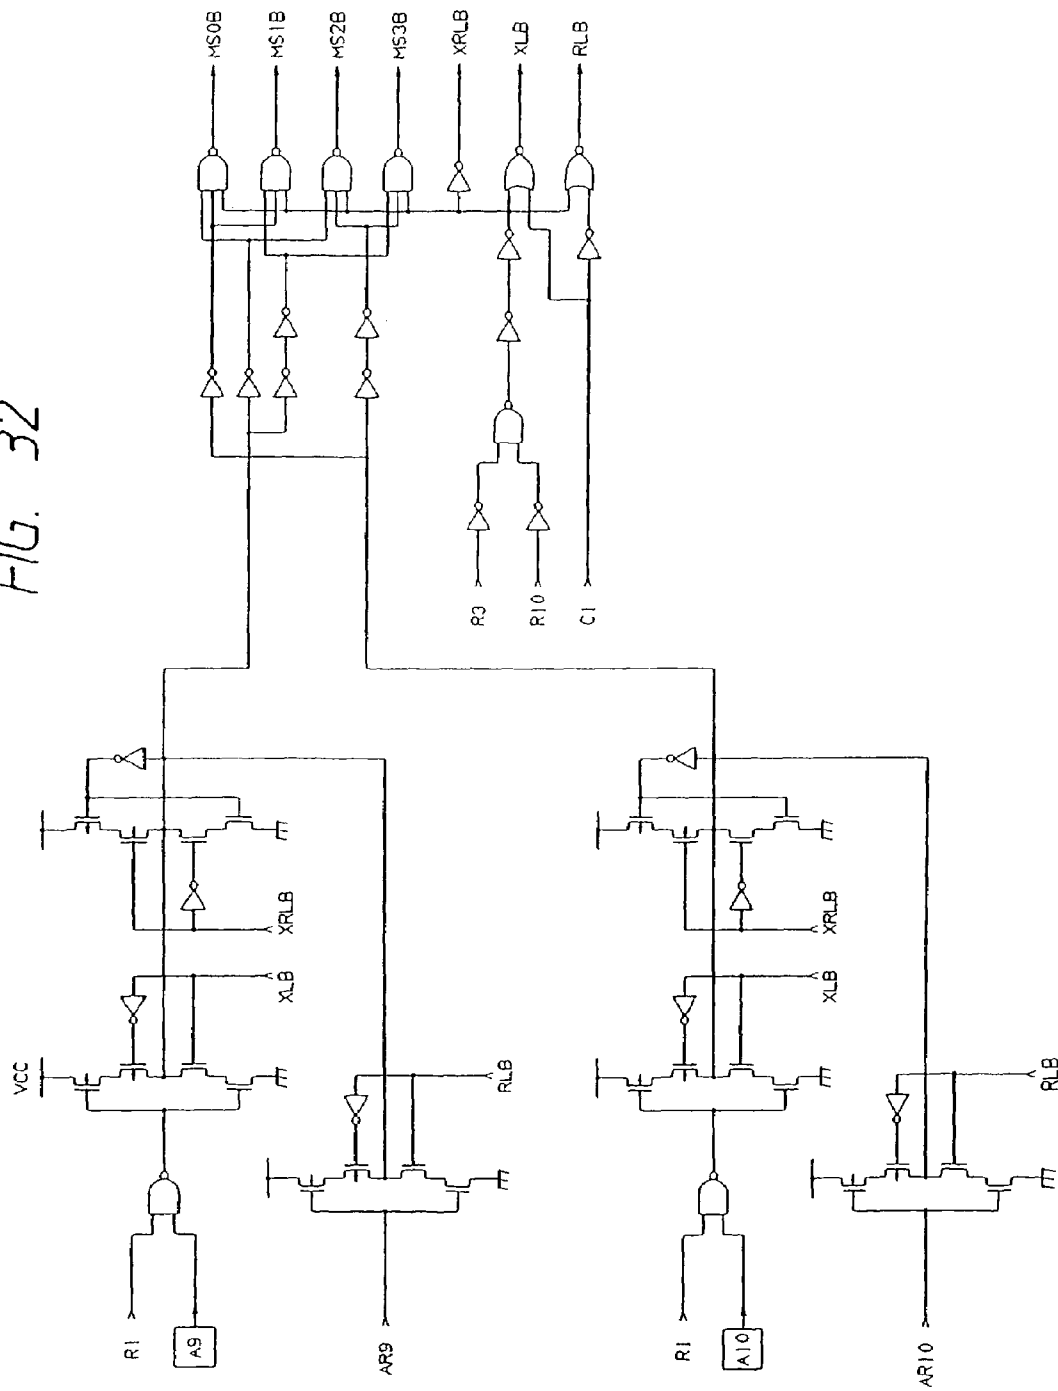 FIG. 32
VCC
R1
A9
XLB
XRLB
AR9
RLB
R1
A10
XLB
XRLB
AR10
RLB
R3
R10
C1
MS0B
MS1B
MS2B
MS3B
XRLB
XLB
RLB